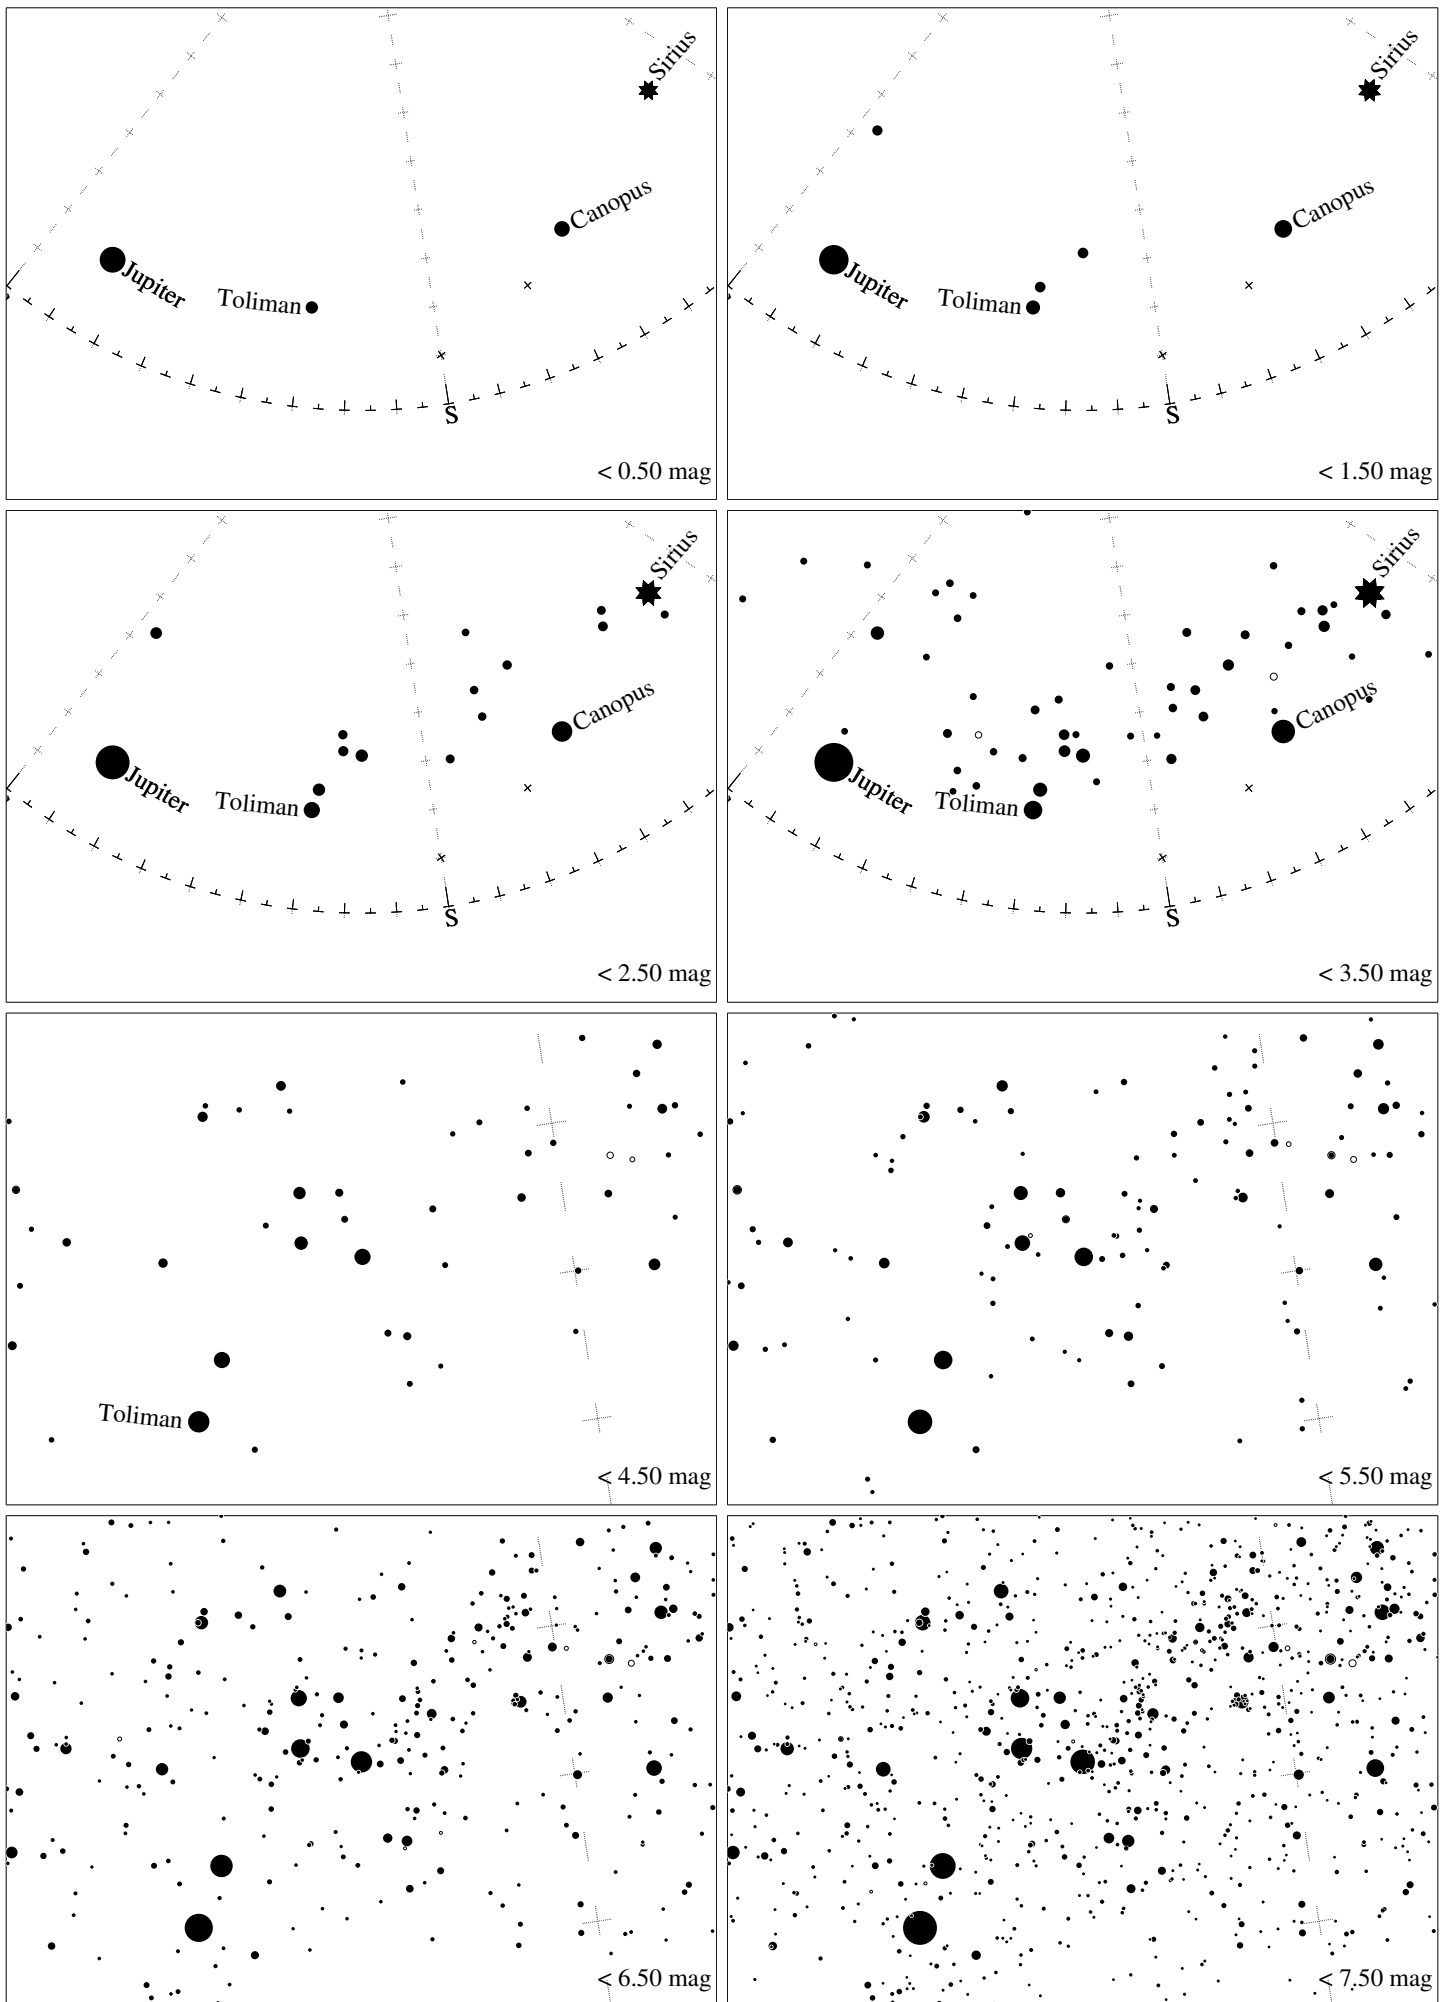 Sirius
Canopus
Jupiter
Toliman
S
< 0.50 mag
Sirius
Canopus
Jupiter
Toliman
S
< 1.50 mag
Sirius
Canopus
Jupiter
Toliman
S
< 2.50 mag
Sirius
Canopus
Jupiter
Toliman
S
< 3.50 mag
Toliman
< 4.50 mag
< 5.50 mag
< 6.50 mag
< 7.50 mag